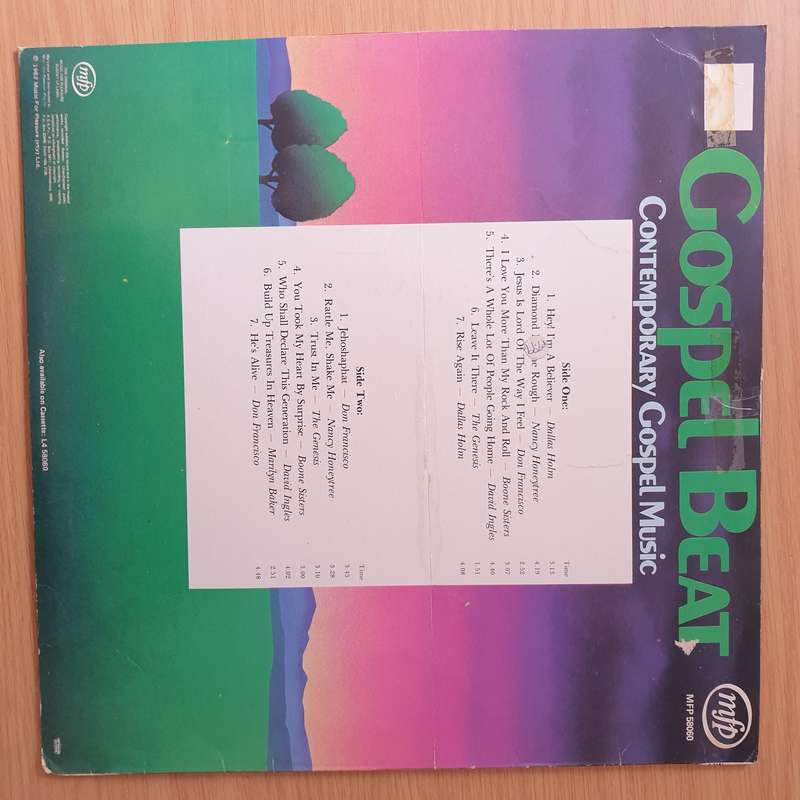 Gospel Beat
Contemporary Gospel Music
mfp
MFP 58060
Side One:
Time
1. Hey! I'm A Believer — Dallas Holm 3.13
2. Diamond The Rough — Nancy Honeytree 4.19
3. Jesus Is Lord Of The Way I Feel — Don Francisco 2.52
4. I Love You More Than My Rock And Roll — Boone Sisters 3.07
5. There's A Whole Lot Of People Going Home — David Ingles 4.40
6. Leave It There — The Genesis 1.51
7. Rise Again — Dallas Holm 4.08
Side Two:
Time
1. Jehoshaphat — Don Francisco 3.45
2. Rattle Me, Shake Me — Nancy Honeytree 3.28
3. Trust In Me — The Genesis 3.10
4. You Took My Heart By Surprise — Boone Sisters 3.00
5. Who Shall Declare This Generation — David Ingles 4.02
6. Build Up Treasures In Heaven — Marilyn Baker 2.51
7. He's Alive — Don Francisco 4.48
mfp
Also available on Cassette: L4 58060